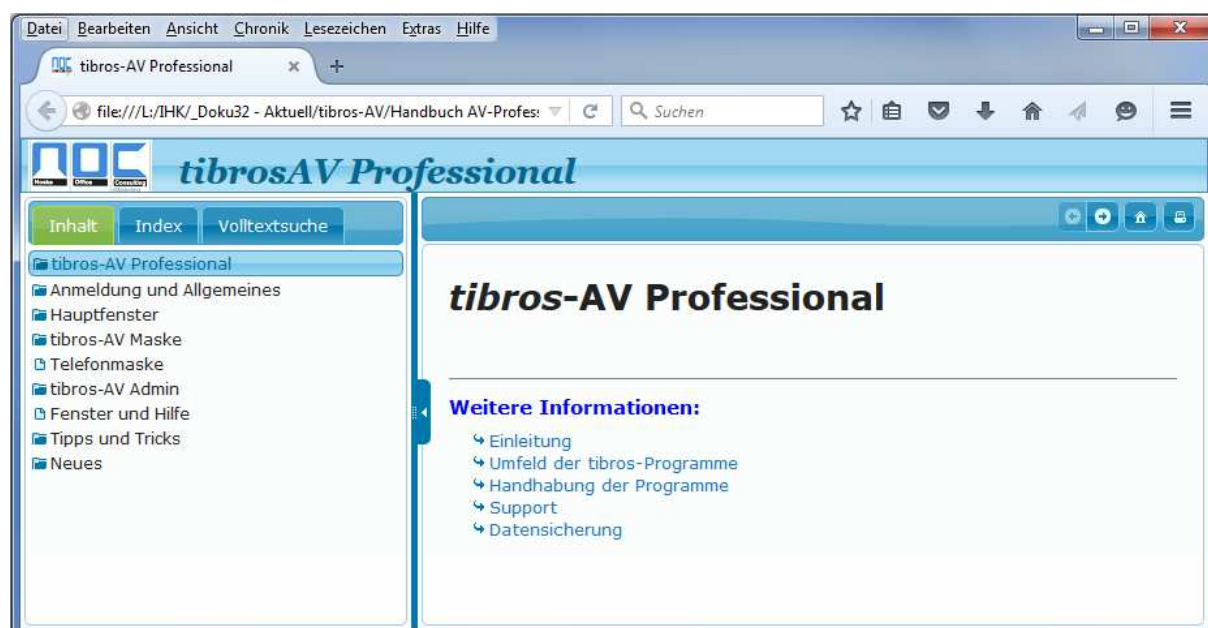 Datei Bearbeiten Ansicht Chronik Lesezeichen Extras Hilfe
tibros-AV Professional
file:///L:/IHK/_Doku32 - Aktuell/tibros-AV/Handbuch AV-Profes:
Suchen
Noske Office Consulting
tibrosAV Professional
Inhalt Index Volltextsuche
tibros-AV Professional
Anmeldung und Allgemeines
Hauptfenster
tibros-AV Maske
Telefonmaske
tibros-AV Admin
Fenster und Hilfe
Tipps und Tricks
Neues
tibros-AV Professional
Weitere Informationen:
Einleitung
Umfeld der tibros-Programme
Handhabung der Programme
Support
Datensicherung